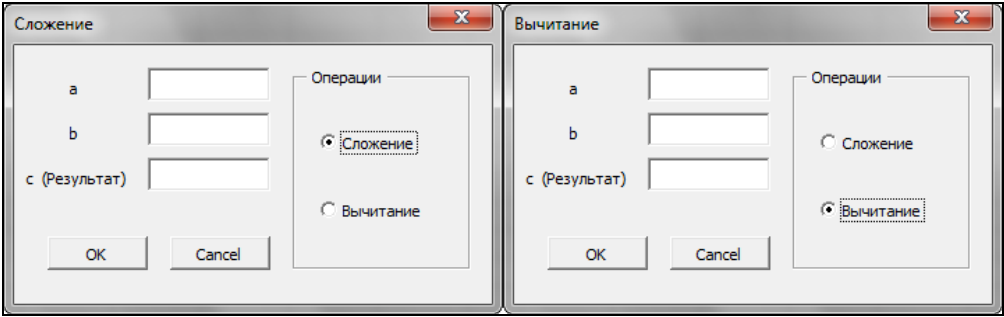 Сложение
a
b
c (Результат)
Операции
Сложение
Вычитание
OK
Cancel
Вычитание
a
b
c (Результат)
Операции
Сложение
Вычитание
OK
Cancel